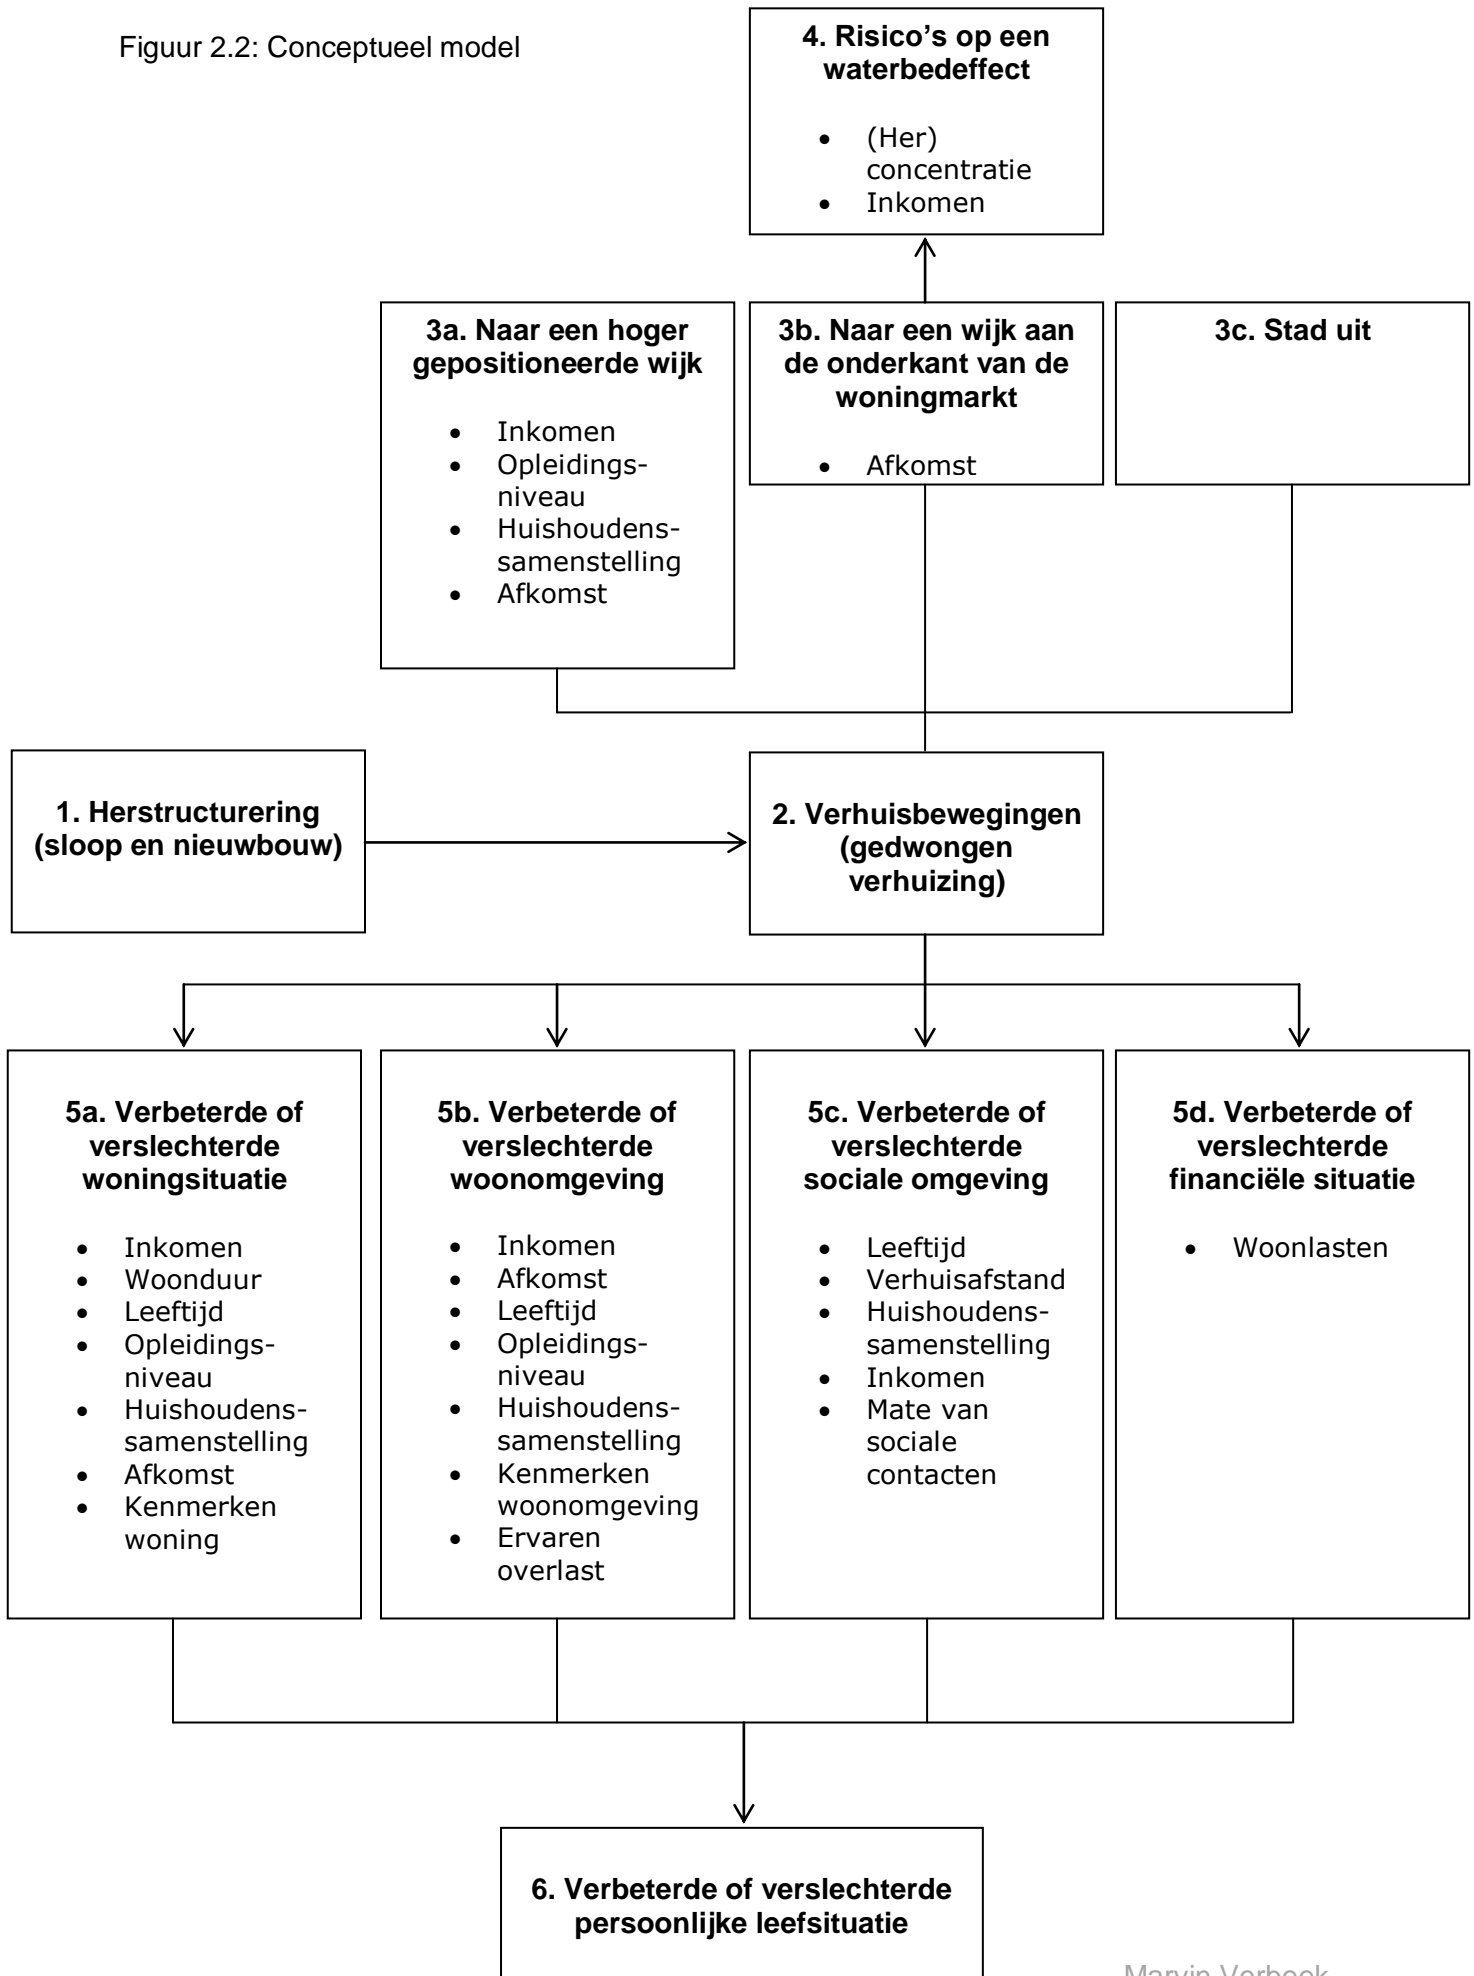 Figuur 2.2: Conceptueel model
4. Risico’s op een
waterbedeffect
• (Her)
concentratie
• Inkomen
3a. Naar een hoger
gepositioneerde wijk
• Inkomen
• Opleidings-
niveau
• Huishoudens-
samenstelling
• Afkomst
3b. Naar een wijk aan
de onderkant van de
woningmarkt
• Afkomst
3c. Stad uit
1. Herstructurering
(sloop en nieuwbouw)
2. Verhuisbewegingen
(gedwongen
verhuizing)
5a. Verbeterde of
verslechterde
woningsituatie
• Inkomen
• Woonduur
• Leeftijd
• Opleidings-
niveau
• Huishoudens-
samenstelling
• Afkomst
• Kenmerken
woning
5b. Verbeterde of
verslechterde
woonomgeving
• Inkomen
• Afkomst
• Leeftijd
• Opleidings-
niveau
• Huishoudens-
samenstelling
• Kenmerken
woonomgeving
• Ervaren
overlast
5c. Verbeterde of
verslechterde
sociale omgeving
• Leeftijd
• Verhuisafstand
• Huishoudens-
samenstelling
• Inkomen
• Mate van
sociale
contacten
5d. Verbeterde of
verslechterde
financiële situatie
• Woonlasten
6. Verbeterde of verslechterde
persoonlijke leefsituatie
Marvin Verbeek